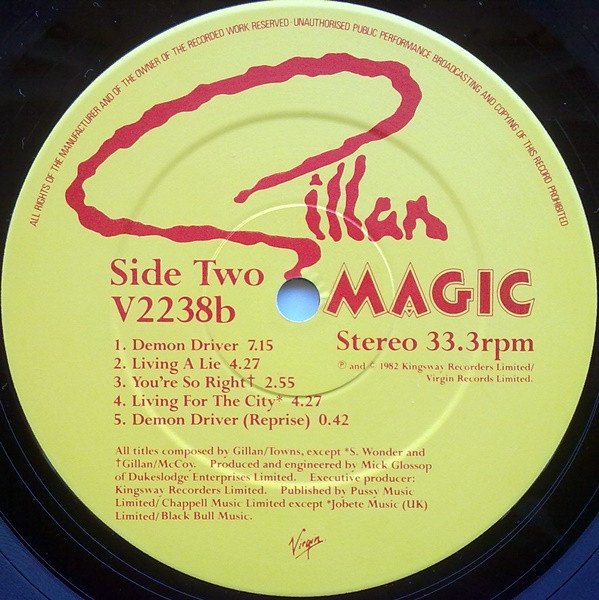 ALL RIGHTS OF THE MANUFACTURER AND OF THE OWNER OF THE RECORDED WORK RESERVED · UNAUTHORISED PUBLIC PERFORMANCE BROADCASTING AND COPYING OF THIS RECORD PROHIBITED
Gillan
MAGIC
Side Two
V2238b
Stereo 33.3rpm
℗ and © 1982 Kingsway Recorders Limited/
Virgin Records Limited.
1. Demon Driver 7.15
2. Living A Lie 4.27
3. You're So Right† 2.55
4. Living For The City* 4.27
5. Demon Driver (Reprise) 0.42
All titles composed by Gillan/Towns, except *S. Wonder and
†Gillan/McCoy. Produced and engineered by Mick Glossop
of Dukeslodge Enterprises Limited. Executive producer:
Kingsway Recorders Limited. Published by Pussy Music
Limited/Chappell Music Limited except *Jobete Music (UK)
Limited/Black Bull Music.
Virgin